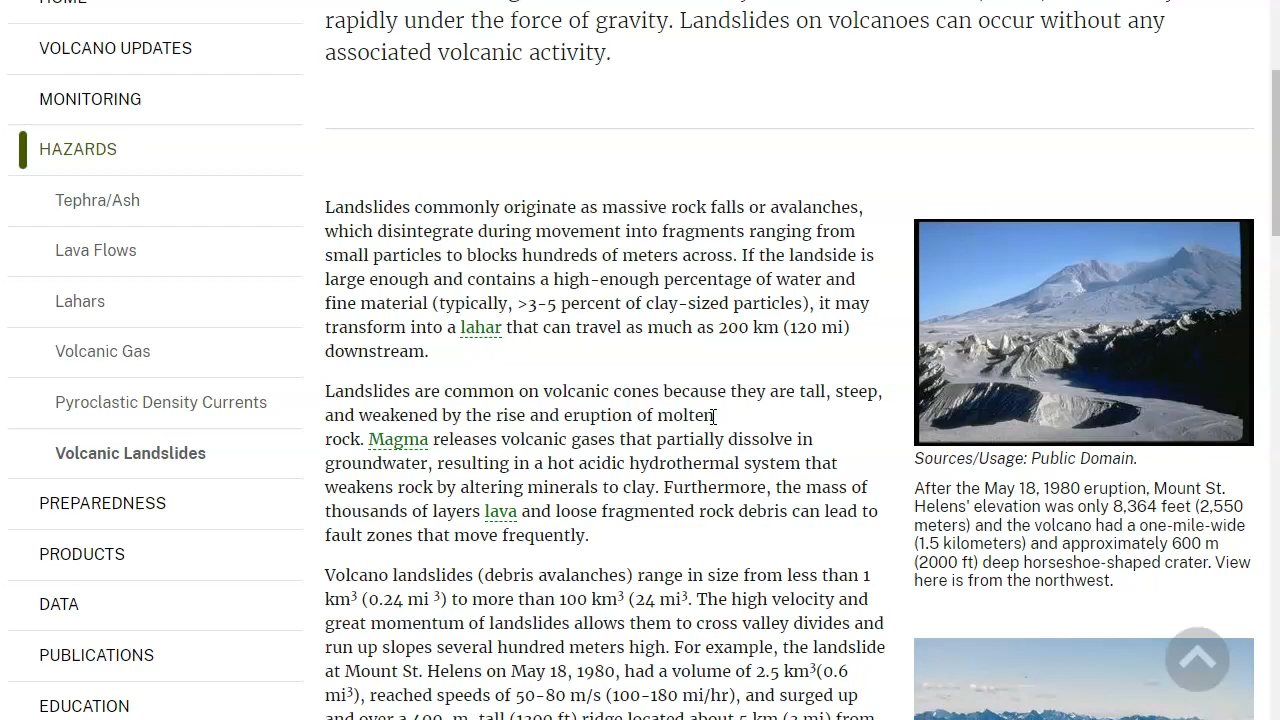 VOLCANO UPDATES
MONITORING
HAZARDS
Tephra/Ash
Lava Flows
Lahars
Volcanic Gas
Pyroclastic Density Currents
Volcanic Landslides
PREPAREDNESS
PRODUCTS
DATA
PUBLICATIONS
EDUCATION
rapidly under the force of gravity. Landslides on volcanoes can occur without any
associated volcanic activity.
Landslides commonly originate as massive rock falls or avalanches,
which disintegrate during movement into fragments ranging from
small particles to blocks hundreds of meters across. If the landside is
large enough and contains a high-enough percentage of water and
fine material (typically, >3-5 percent of clay-sized particles), it may
transform into a lahar that can travel as much as 200 km (120 mi)
downstream.
Landslides are common on volcanic cones because they are tall, steep,
and weakened by the rise and eruption of molten
rock. Magma releases volcanic gases that partially dissolve in
groundwater, resulting in a hot acidic hydrothermal system that
weakens rock by altering minerals to clay. Furthermore, the mass of
thousands of layers lava and loose fragmented rock debris can lead to
fault zones that move frequently.
Volcano landslides (debris avalanches) range in size from less than 1
km³ (0.24 mi ³) to more than 100 km³ (24 mi³. The high velocity and
great momentum of landslides allows them to cross valley divides and
run up slopes several hundred meters high. For example, the landslide
at Mount St. Helens on May 18, 1980, had a volume of 2.5 km³(0.6
mi³), reached speeds of 50-80 m/s (100-180 mi/hr), and surged up
and over a 400-m tall (1300 ft) ridge located about 5 km (3 mi) from
Sources/Usage: Public Domain.
After the May 18, 1980 eruption, Mount St.
Helens' elevation was only 8,364 feet (2,550
meters) and the volcano had a one-mile-wide
(1.5 kilometers) and approximately 600 m
(2000 ft) deep horseshoe-shaped crater. View
here is from the northwest.